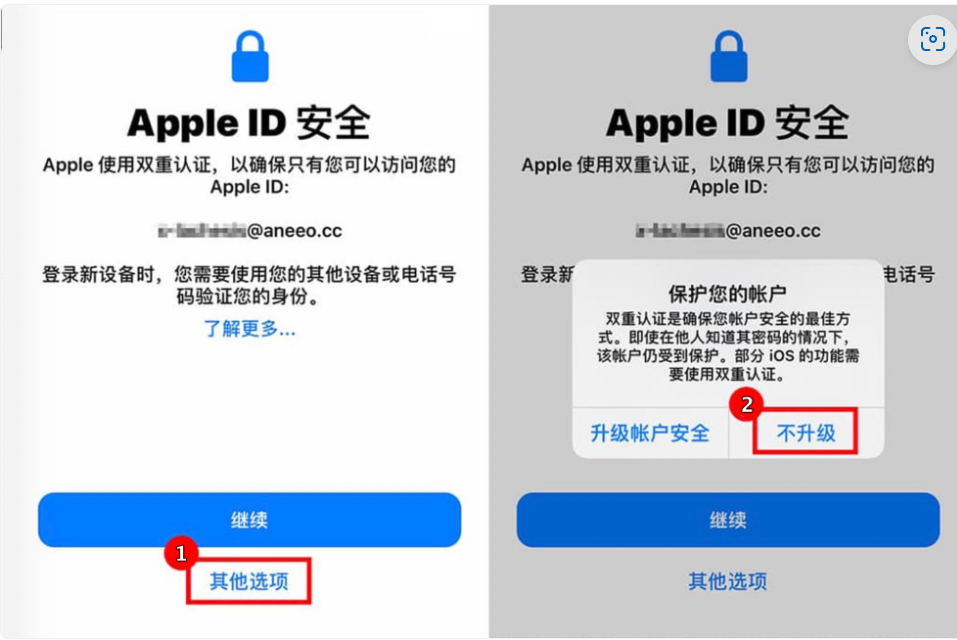 Apple ID 安全
Apple 使用双重认证，以确保只有您可以访问您的
Apple ID:
@aneeo.cc
登录新设备时，您需要使用您的其他设备或电话号
码验证您的身份。
了解更多...
继续
1
其他选项
Apple ID 安全
Apple 使用双重认证，以确保只有您可以访问您的
Apple ID:
@aneeo.cc
登录新
电话号
保护您的帐户
双重认证是确保您帐户安全的最佳方
式。即使在他人知道其密码的情况下，
该帐户仍受到保护。部分 iOS 的功能需
要使用双重认证。
2
升级帐户安全
不升级
继续
其他选项